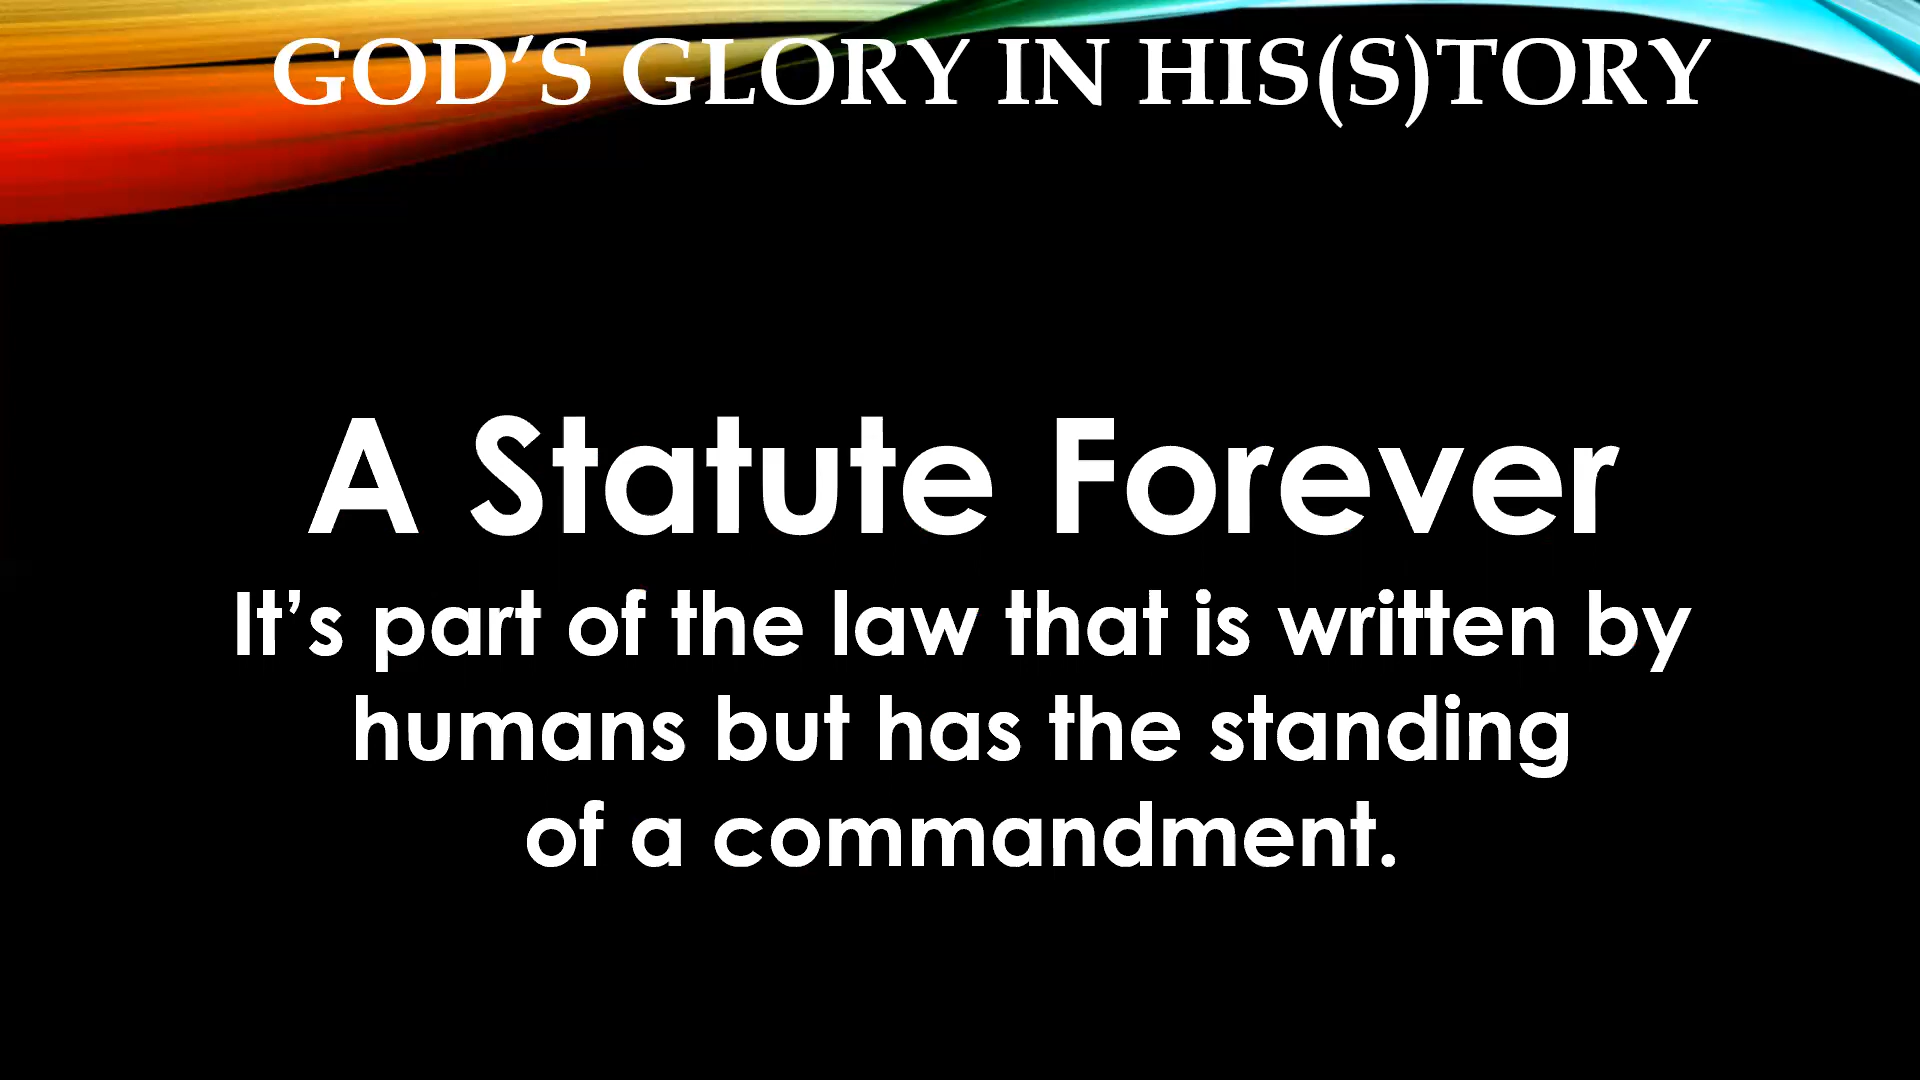 GOD’S GLORY IN HIS(S)TORY
A Statute Forever
It’s part of the law that is written by
humans but has the standing
of a commandment.